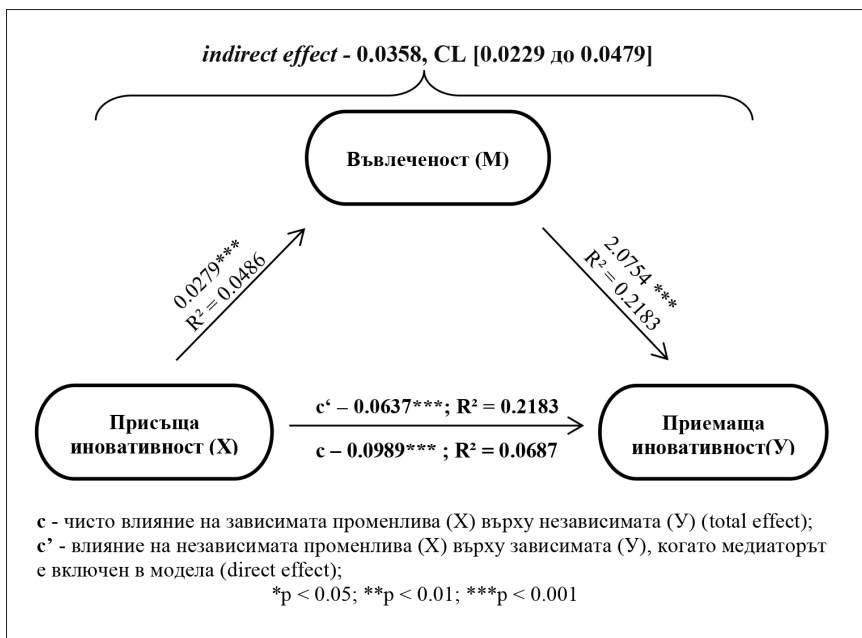 indirect effect - 0.0358, CL [0.0229 до 0.0479]
Въвлеченост (М)
0.0279***
R² = 0.0486
2.0754 ***
R² = 0.2183
Присъща
иновативност (Х)
c‘ – 0.0637***; R² = 0.2183
c – 0.0989*** ; R² = 0.0687
Приемаща
иновативност(У)
c - чисто влияние на зависимата променлива (Х) върху независимата (У) (total effect);
c’ - влияние на независимата променлива (Х) върху зависимата (У), когато медиаторът
е включен в модела (direct effect);
*p < 0.05; **p < 0.01; ***p < 0.001